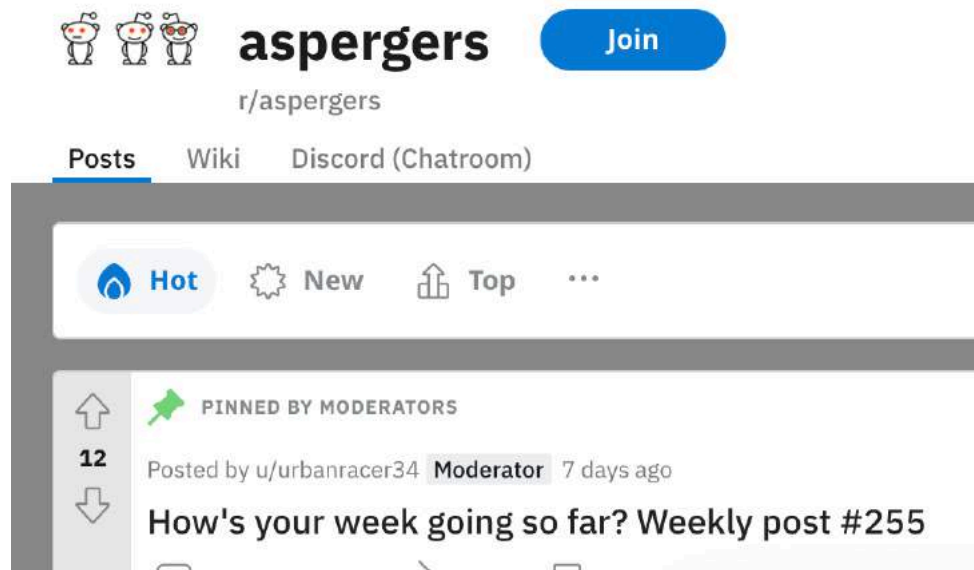 aspergers Join
r/aspergers
Posts Wiki Discord (Chatroom)
Hot New Top ...
PINNED BY MODERATORS
12
Posted by u/urbanracer34 Moderator 7 days ago
How's your week going so far? Weekly post #255